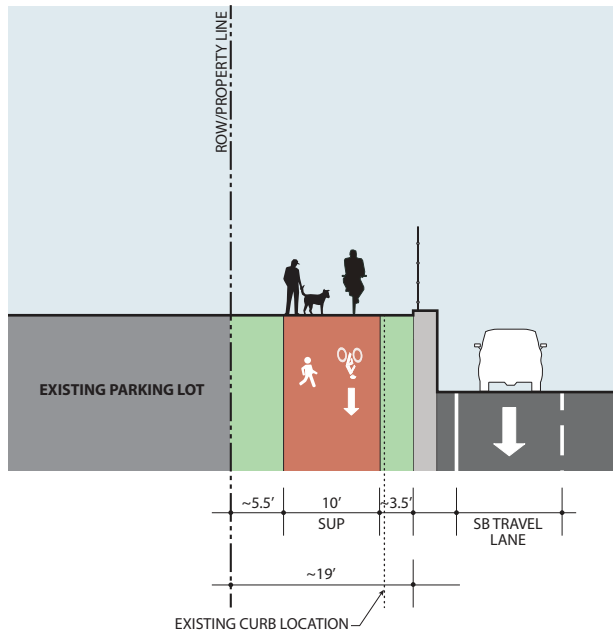 ROW/PROPERTY LINE
EXISTING PARKING LOT
~5.5’
10’
~3.5’
SUP
SB TRAVEL
LANE
~19’
EXISTING CURB LOCATION